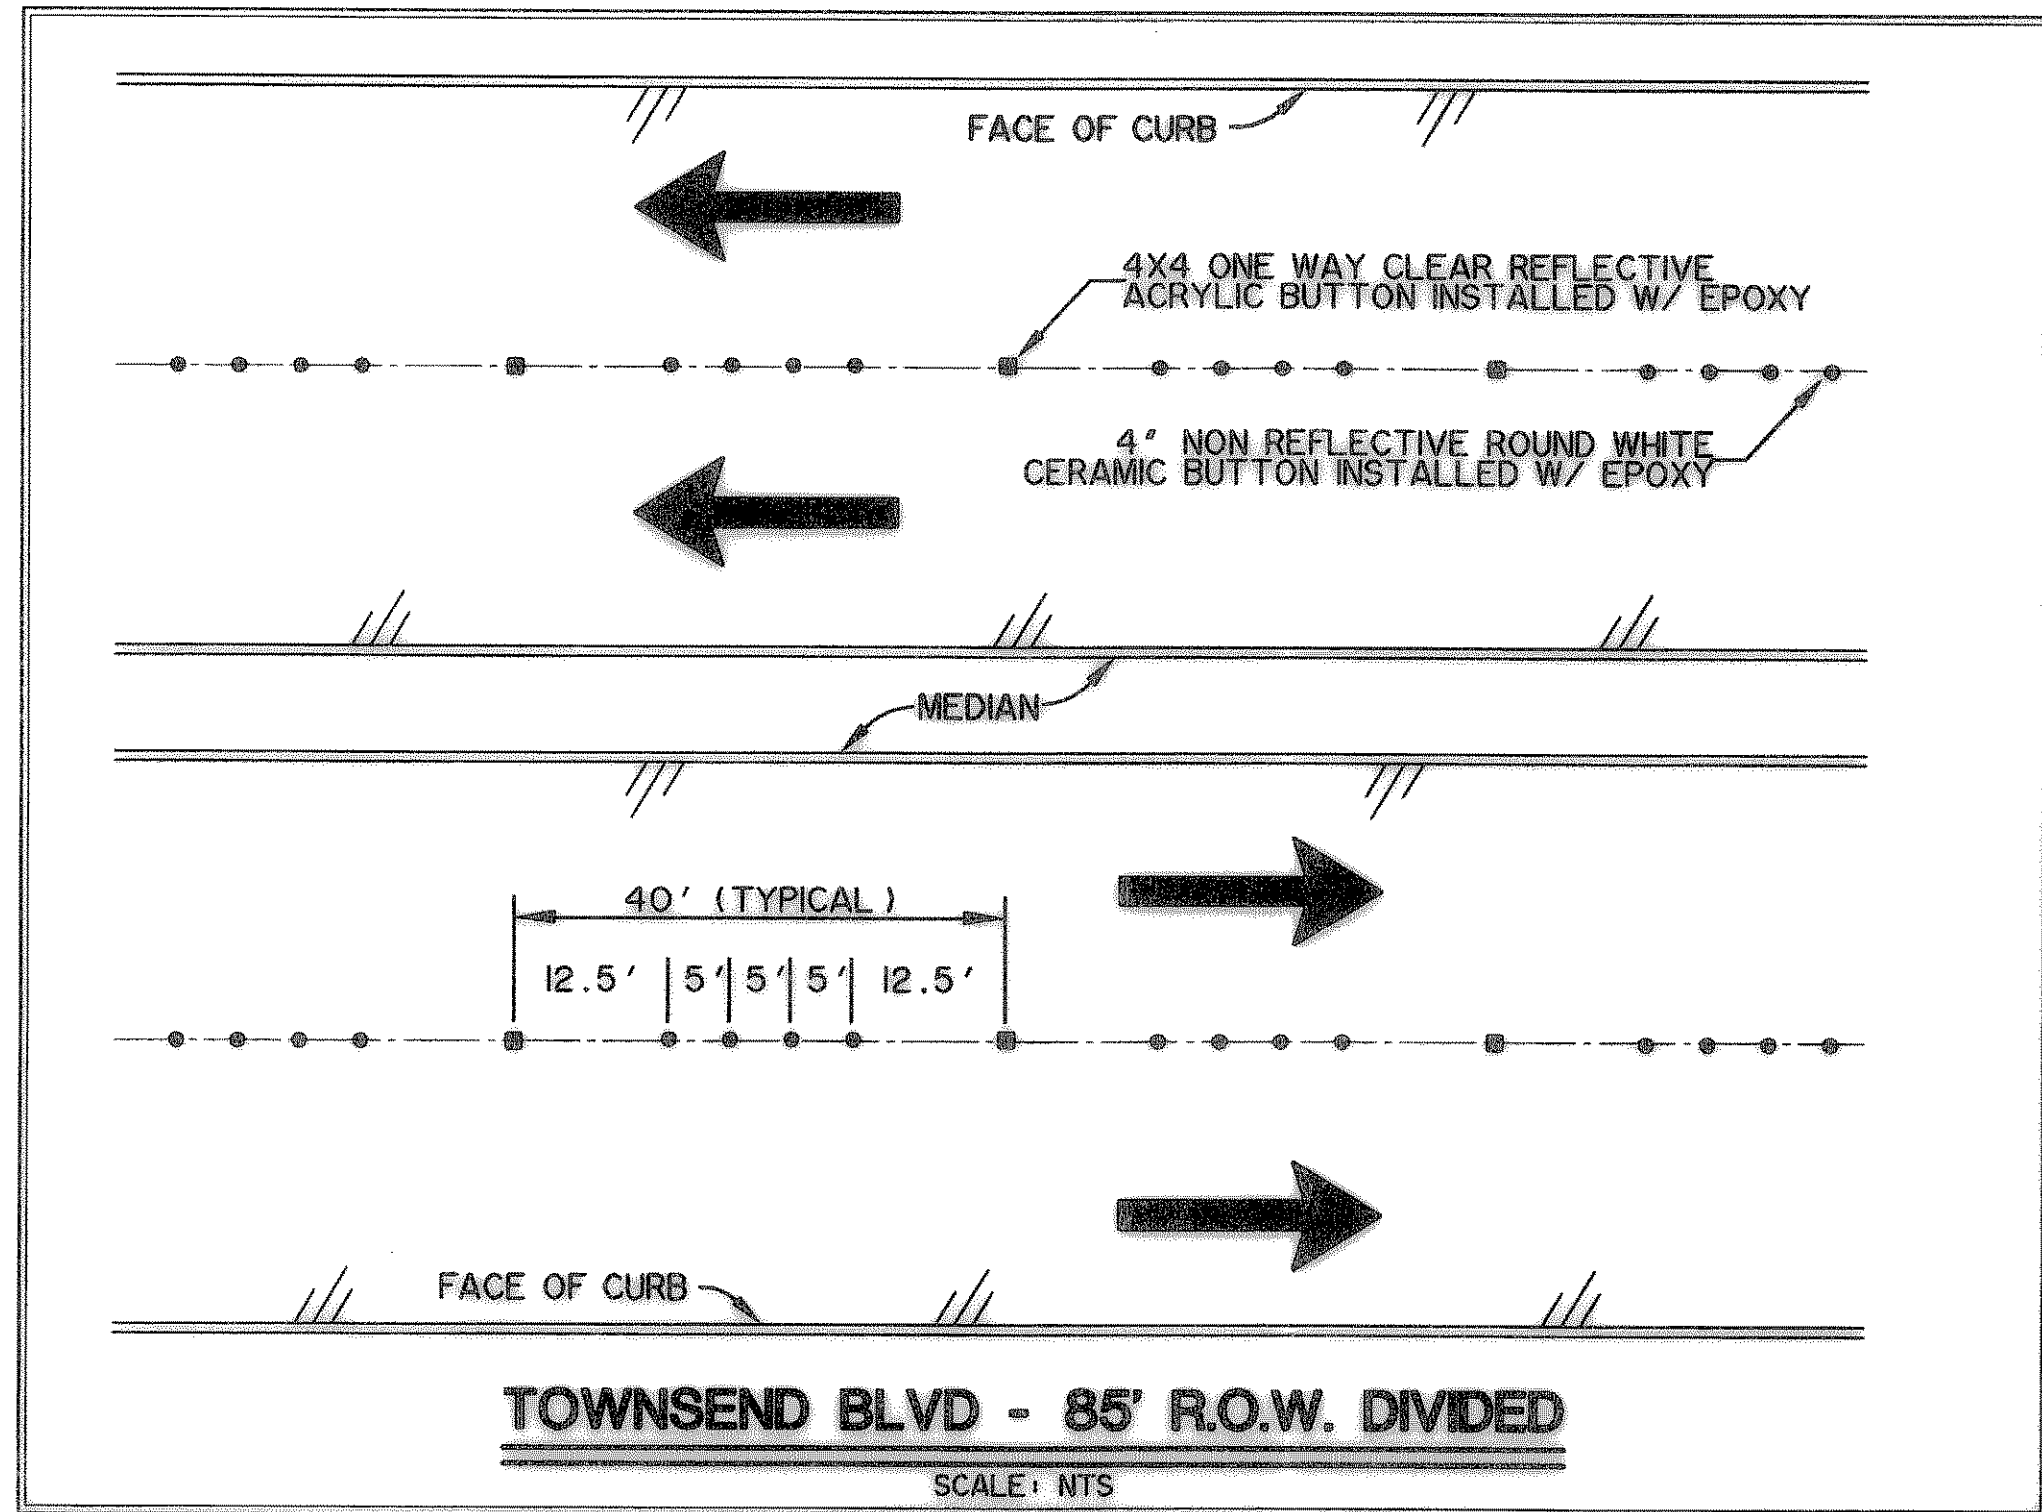 FACE OF CURB
4X4 ONE WAY CLEAR REFLECTIVE
ACRYLIC BUTTON INSTALLED W/ EPOXY
4" NON REFLECTIVE ROUND WHITE
CERAMIC BUTTON INSTALLED W/ EPOXY
MEDIAN
40' (TYPICAL)
12.5' 5' 5' 5' 12.5'
FACE OF CURB
TOWNSEND BLVD - 85' R.O.W. DIVIDED
SCALE: NTS